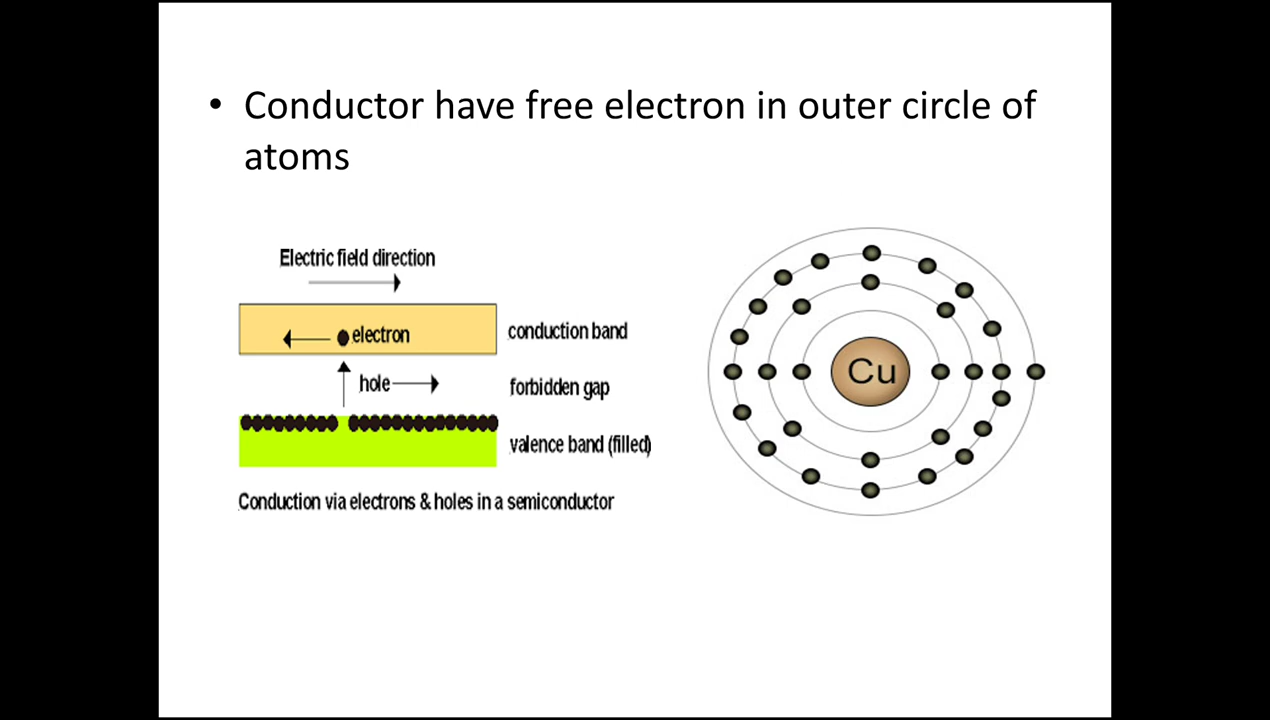 • Conductor have free electron in outer circle of
atoms
Electric field direction
electron
conduction band
hole
forbidden gap
valence band (filled)
Conduction via electrons & holes in a semiconductor
Cu